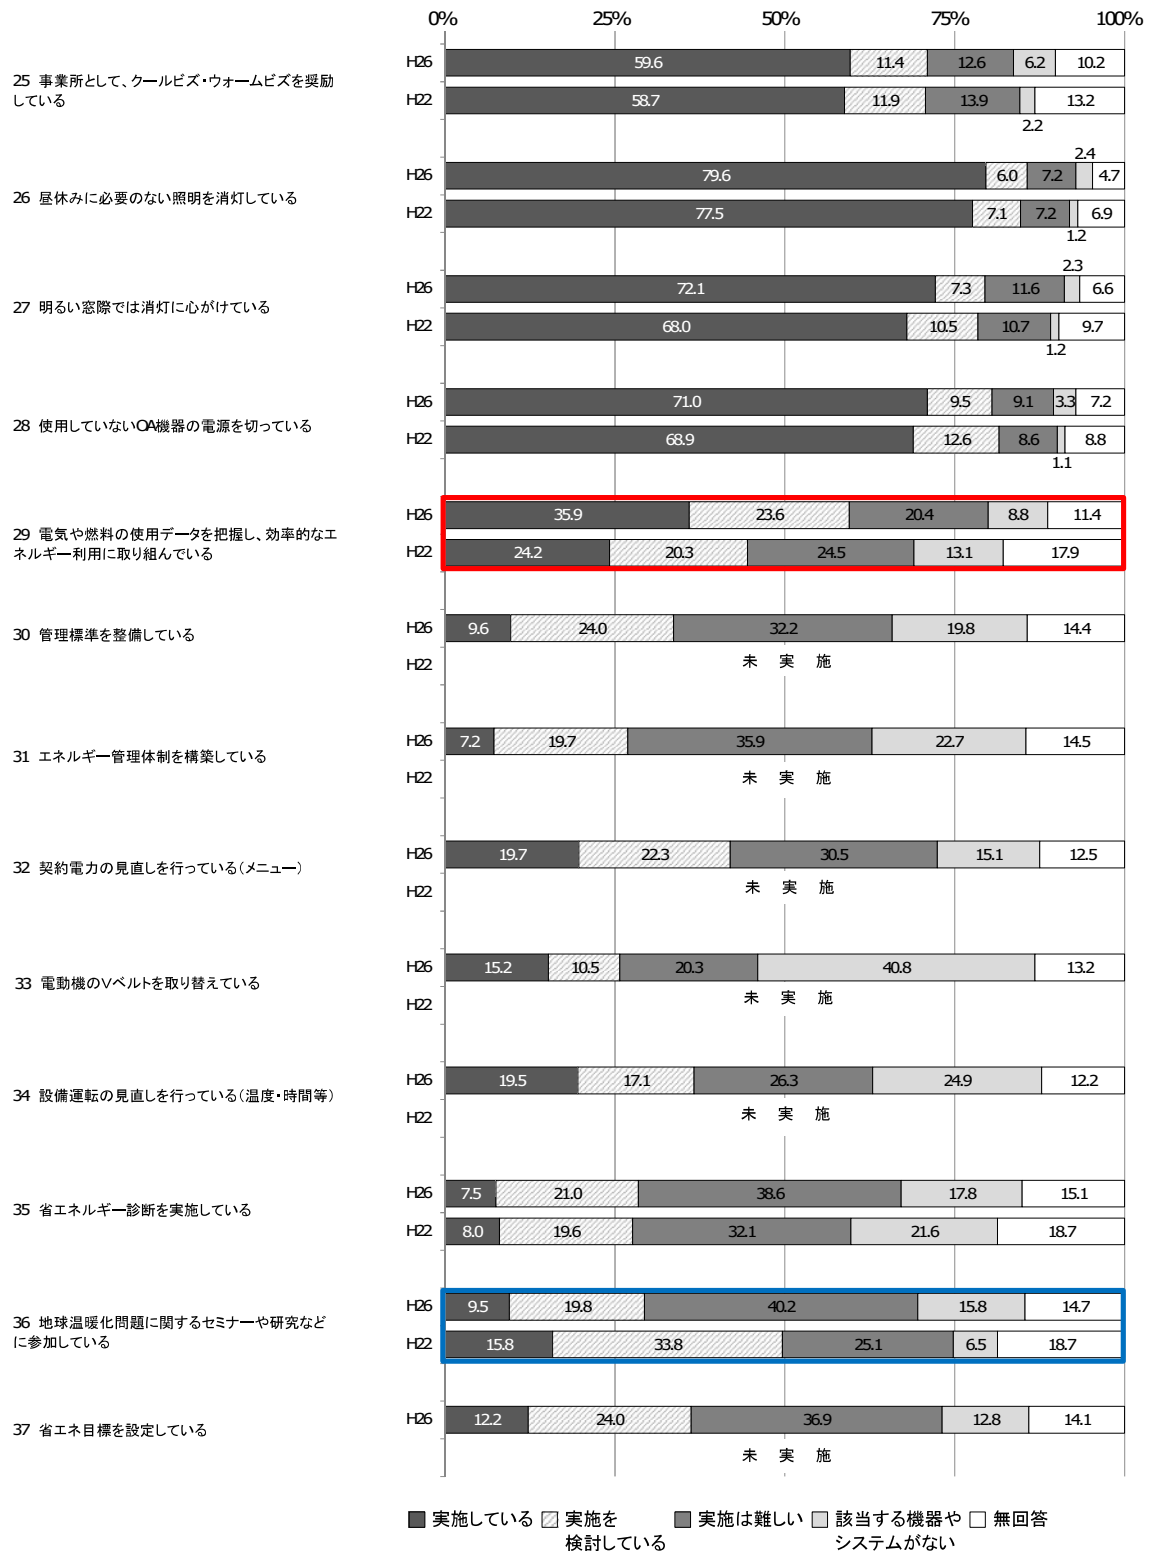 0% 25% 50% 75% 100%
25 事業所として、クールビズ・ウォームビズを奨励
している
H26 59.6 11.4 12.6 6.2 10.2
H22 58.7 11.9 13.9 2.2 13.2
26 昼休みに必要のない照明を消灯している
H26 79.6 6.0 7.2 2.4 4.7
H22 77.5 7.1 7.2 1.2 6.9
27 明るい窓際では消灯に心がけている
H26 72.1 7.3 11.6 2.3 6.6
H22 68.0 10.5 10.7 1.2 9.7
28 使用していないOA機器の電源を切っている
H26 71.0 9.5 9.1 3.3 7.2
H22 68.9 12.6 8.6 1.1 8.8
29 電気や燃料の使用データを把握し、効率的なエ
ネルギー利用に取り組んでいる
H26 35.9 23.6 20.4 8.8 11.4
H22 24.2 20.3 24.5 13.1 17.9
30 管理標準を整備している
H26 9.6 24.0 32.2 19.8 14.4
H22 未 実 施
31 エネルギー管理体制を構築している
H26 7.2 19.7 35.9 22.7 14.5
H22 未 実 施
32 契約電力の見直しを行っている(メニュー)
H26 19.7 22.3 30.5 15.1 12.5
H22 未 実 施
33 電動機のVベルトを取り替えている
H26 15.2 10.5 20.3 40.8 13.2
H22 未 実 施
34 設備運転の見直しを行っている(温度・時間等)
H26 19.5 17.1 26.3 24.9 12.2
H22 未 実 施
35 省エネルギー診断を実施している
H26 7.5 21.0 38.6 17.8 15.1
H22 8.0 19.6 32.1 21.6 18.7
36 地球温暖化問題に関するセミナーや研究など
に参加している
H26 9.5 19.8 40.2 15.8 14.7
H22 15.8 33.8 25.1 6.5 18.7
37 省エネ目標を設定している
H26 12.2 24.0 36.9 12.8 14.1
未 実 施
実施している 実施を 実施は難しい 該当する機器や 無回答
検討している システムがない